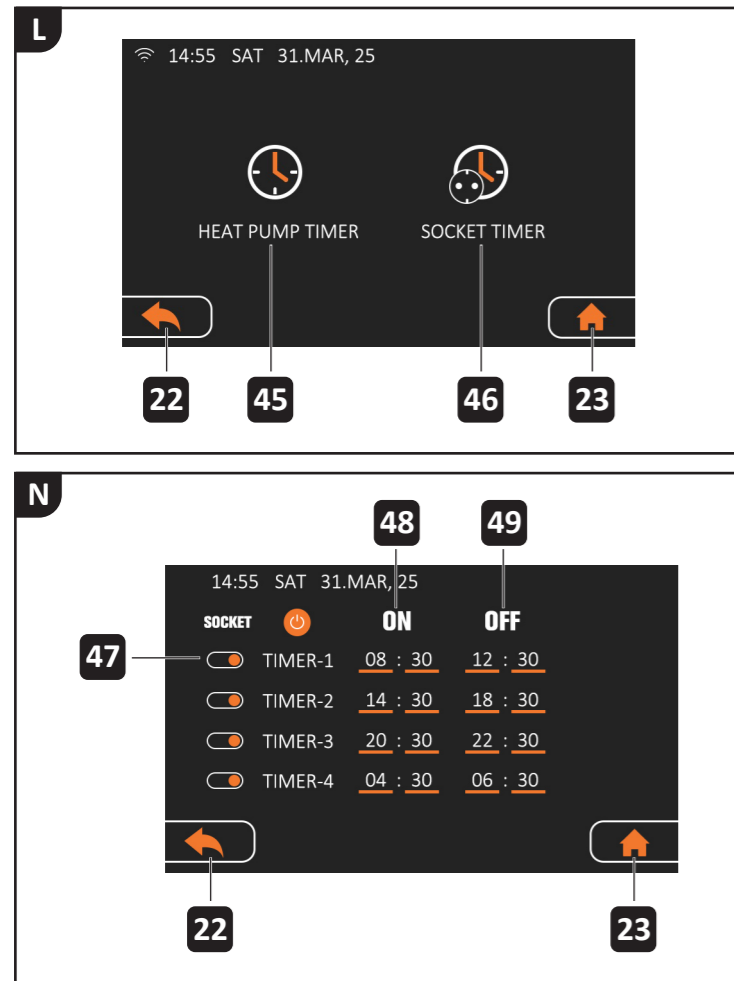 L
14:55 SAT 31.MAR, 25
HEAT PUMP TIMER SOCKET TIMER
22 45 46 23
N
48 49
14:55 SAT 31.MAR, 25
SOCKET ON OFF
47 TIMER-1 08 : 30 12 : 30
TIMER-2 14 : 30 18 : 30
TIMER-3 20 : 30 22 : 30
TIMER-4 04 : 30 06 : 30
22 23